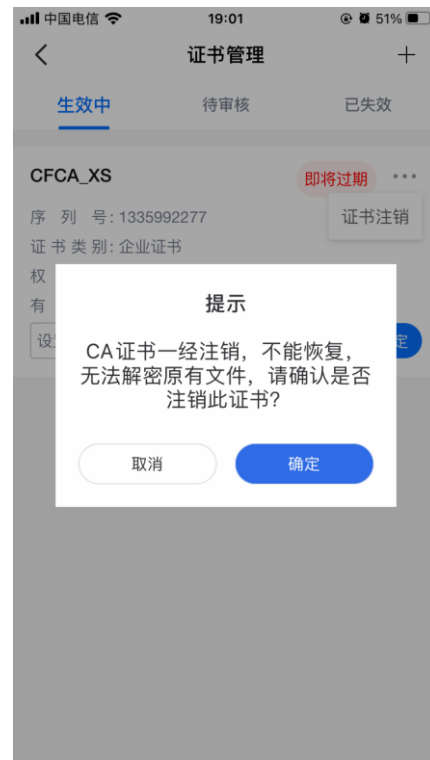 中国电信 19:01 51%
证书管理
生效中 待审核 已失效
CFCA_XS 即将过期 ...
序 列 号: 1335992277 证书注销
证 书 类 别: 企业证书
权
有
设
定
提示
CA证书一经注销，不能恢复，
无法解密原有文件，请确认是否
注销此证书？
取消 确定